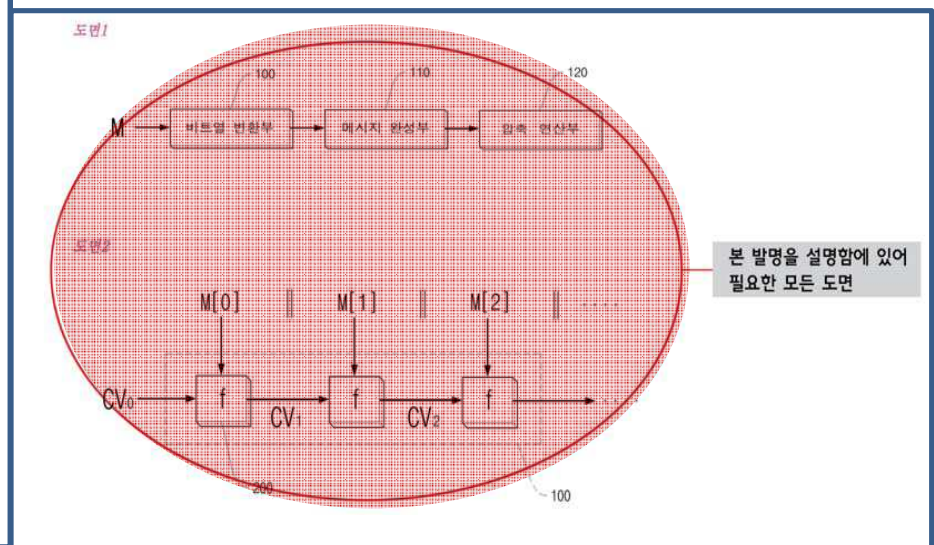 도면1
100 110 120
M 비트열 변환부 메시지 완성부 압축 연산부
도면2
본 발명을 설명함에 있어
필요한 모든 도면
M[0] ‖ M[1] ‖ M[2] ‖ ····
CV₀ f CV₁ f CV₂ f ····
200 100